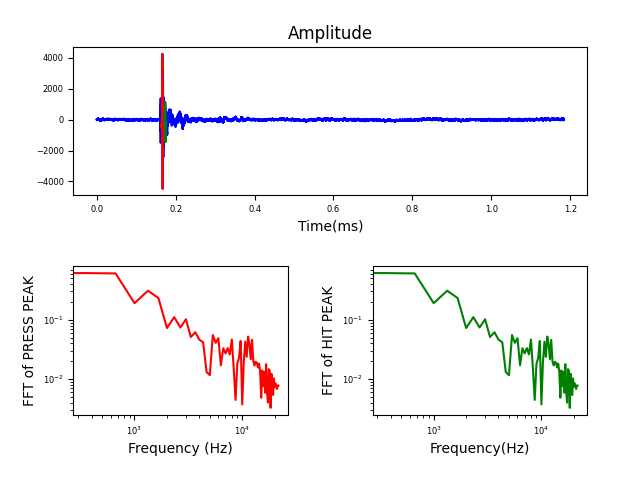 Amplitude
4000
2000
0
−2000
−4000
0.0 0.2 0.4 0.6 0.8 1.0 1.2
Time(ms)
FFT of PRESS PEAK
10⁻¹
10⁻²
10³ 10⁴
Frequency (Hz)
FFT of HIT PEAK
10⁻¹
10⁻²
10³ 10⁴
Frequency(Hz)